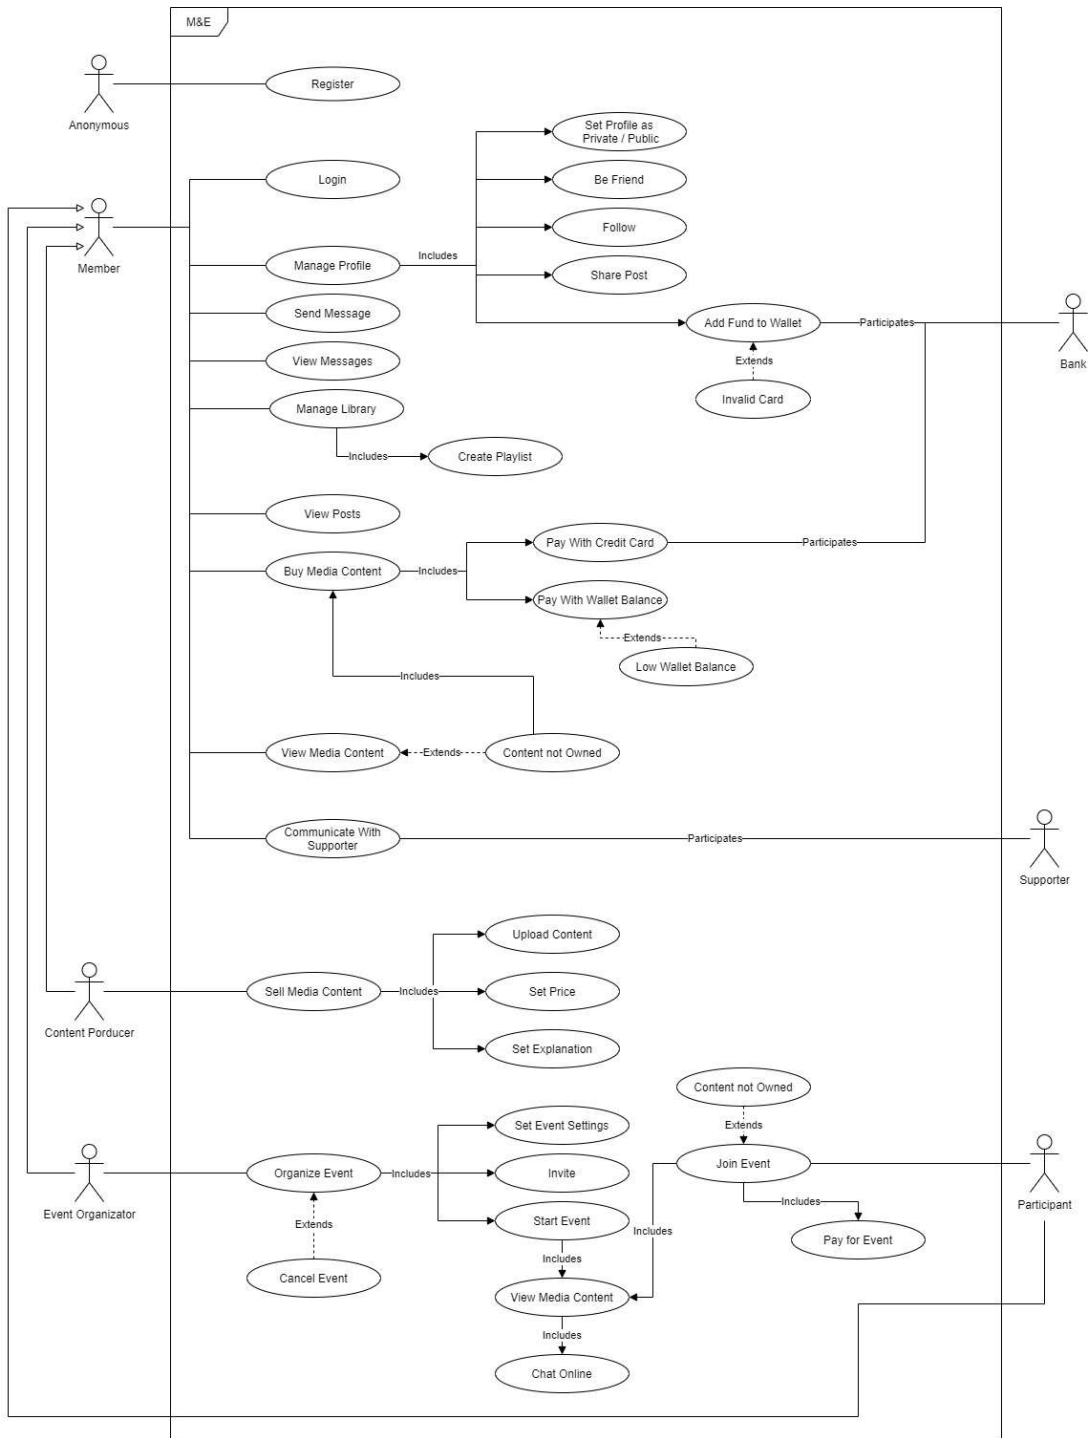 M&E
Anonymous
Register
Set Profile as
Private / Public
Login
Be Friend
Follow
Member
Manage Profile
Includes
Share Post
Send Message
Add Fund to Wallet
Participates
Bank
View Messages
Extends
Invalid Card
Manage Library
Includes
Create Playlist
View Posts
Pay With Credit Card
Participates
Buy Media Content
Includes
Pay With Wallet Balance
Extends
Low Wallet Balance
Includes
View Media Content
Extends
Content not Owned
Communicate With
Supporter
Participates
Supporter
Upload Content
Content Porducer
Sell Media Content
Includes
Set Price
Set Explanation
Content not Owned
Extends
Set Event Settings
Event Organizator
Organize Event
Includes
Invite
Join Event
Participant
Includes
Extends
Start Event
Includes
Pay for Event
Includes
Cancel Event
View Media Content
Includes
Chat Online